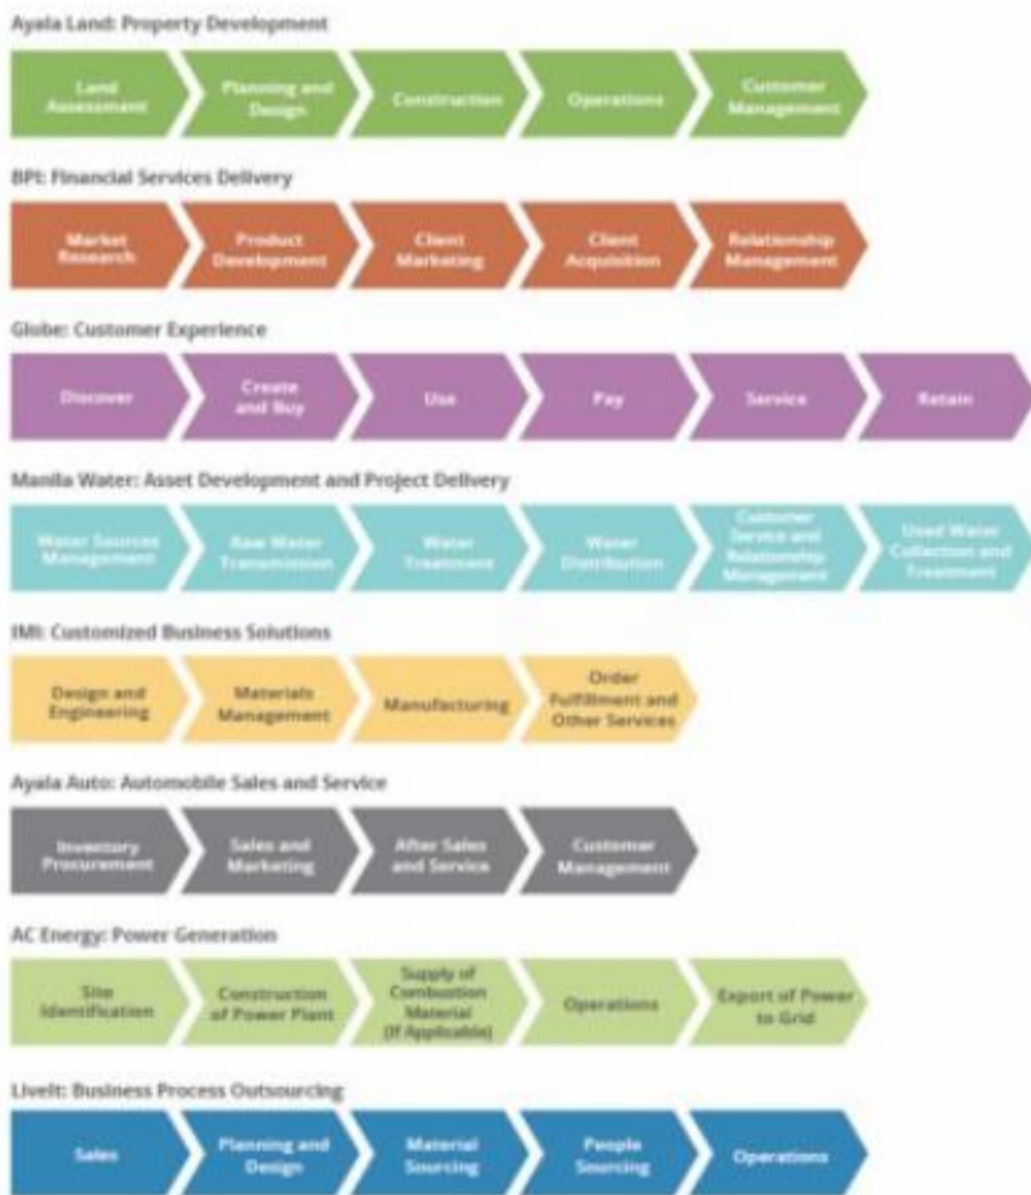 Ayala Land: Property Development
Land
Assessment
Planning and
Design
Construction
Operations
Customer
Management
BPI: Financial Services Delivery
Market
Research
Product
Development
Client
Marketing
Client
Acquisition
Relationship
Management
Globe: Customer Experience
Discover
Create
and Buy
Use
Pay
Service
Retain
Manila Water: Asset Development and Project Delivery
Water Sources
Management
Raw Water
Transmission
Water
Treatment
Water
Distribution
Customer
Service and
Relationship
Management
Used Water
Collection and
Treatment
IMI: Customized Business Solutions
Design and
Engineering
Materials
Management
Manufacturing
Order
Fulfillment and
Other Services
Ayala Auto: Automobile Sales and Service
Inventory
Procurement
Sales and
Marketing
After Sales
and Service
Customer
Management
AC Energy: Power Generation
Site
Identification
Construction
of Power Plant
Supply of
Combustion
Material
(If Applicable)
Operations
Export of Power
to Grid
LiveIt: Business Process Outsourcing
Sales
Planning and
Design
Material
Sourcing
People
Sourcing
Operations